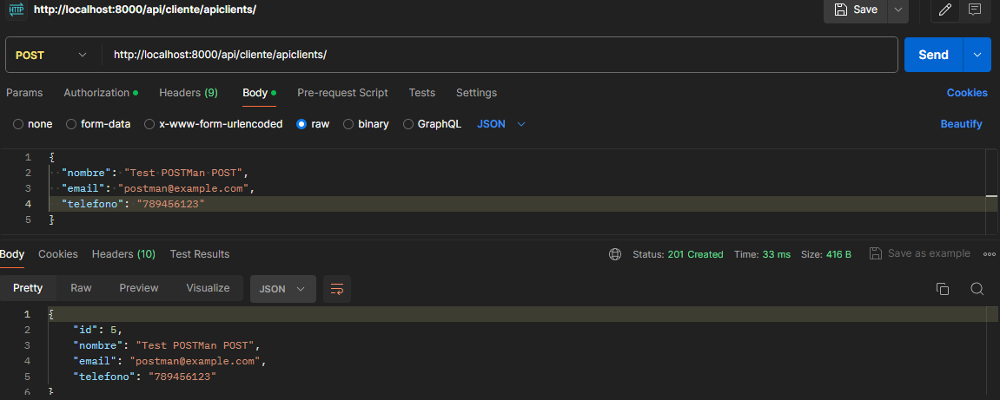 HTTP http://localhost:8000/api/cliente/apiclients/ Save
POST http://localhost:8000/api/cliente/apiclients/ Send
Params Authorization Headers (9) Body Pre-request Script Tests Settings Cookies
none form-data x-www-form-urlencoded raw binary GraphQL JSON Beautify
1 {
2 "nombre": "Test POSTMan POST",
3 "email": "postman@example.com",
4 "telefono": "789456123"
5 }
Body Cookies Headers (10) Test Results Status: 201 Created Time: 33 ms Size: 416 B Save as example
Pretty Raw Preview Visualize JSON
1 {
2 "id": 5,
3 "nombre": "Test POSTMan POST",
4 "email": "postman@example.com",
5 "telefono": "789456123"
6 }